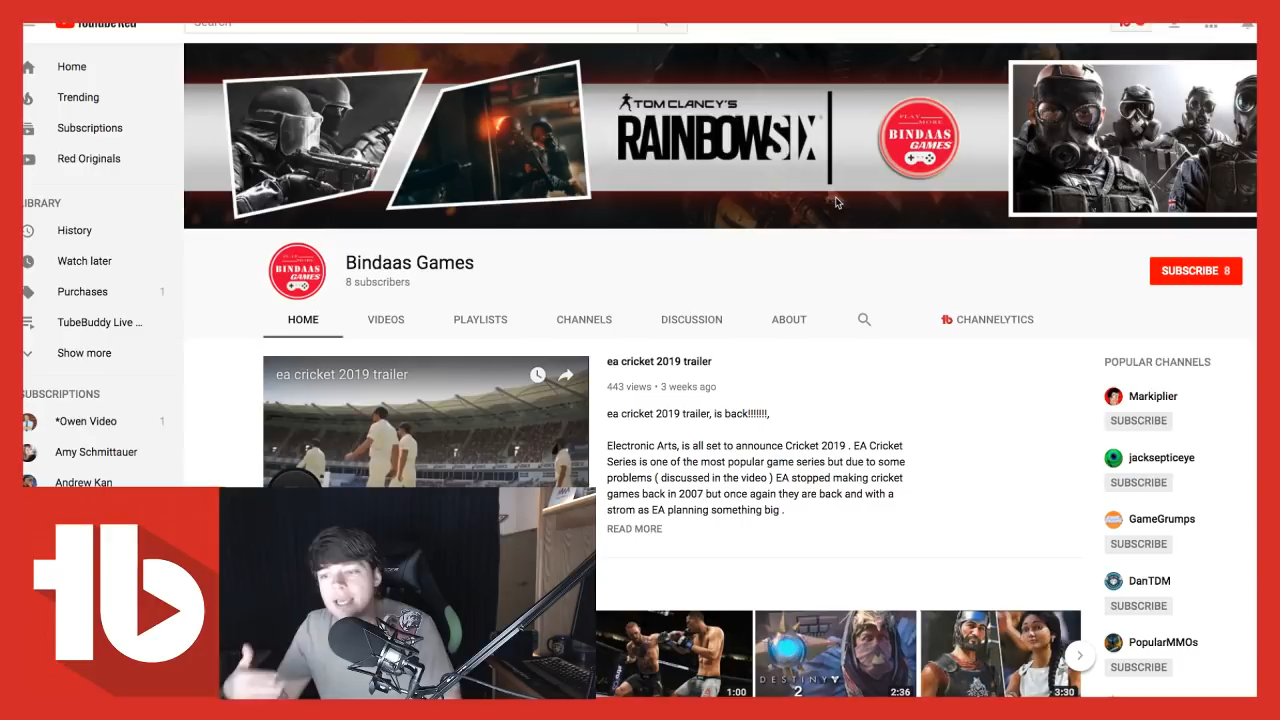 YouTube Red
Search
Home
Trending
Subscriptions
Red Originals
LIBRARY
History
Watch later
Purchases 1
TubeBuddy Live ...
Show more
SUBSCRIPTIONS
*Owen Video 1
Amy Schmittauer
Andrew Kan
TOM CLANCY'S
RAINBOWSIX
PLAY MORE
BINDAAS
GAMES
PLAY MORE
BINDAAS
GAMES
Bindaas Games
8 subscribers
SUBSCRIBE 8
HOME VIDEOS PLAYLISTS CHANNELS DISCUSSION ABOUT tb CHANNELYTICS
ea cricket 2019 trailer
ea cricket 2019 trailer
443 views • 3 weeks ago
ea cricket 2019 trailer, is back!!!!!!!,
Electronic Arts, is all set to announce Cricket 2019 . EA Cricket
Series is one of the most popular game series but due to some
problems ( discussed in the video ) EA stopped making cricket
games back in 2007 but once again they are back and with a
strom as EA planning something big .
READ MORE
POPULAR CHANNELS
Markiplier
SUBSCRIBE
jacksepticeye
SUBSCRIBE
GameGrumps
SUBSCRIBE
DanTDM
SUBSCRIBE
PopularMMOs
SUBSCRIBE
1:00
DESTINY
2
2:36
3:30
tb